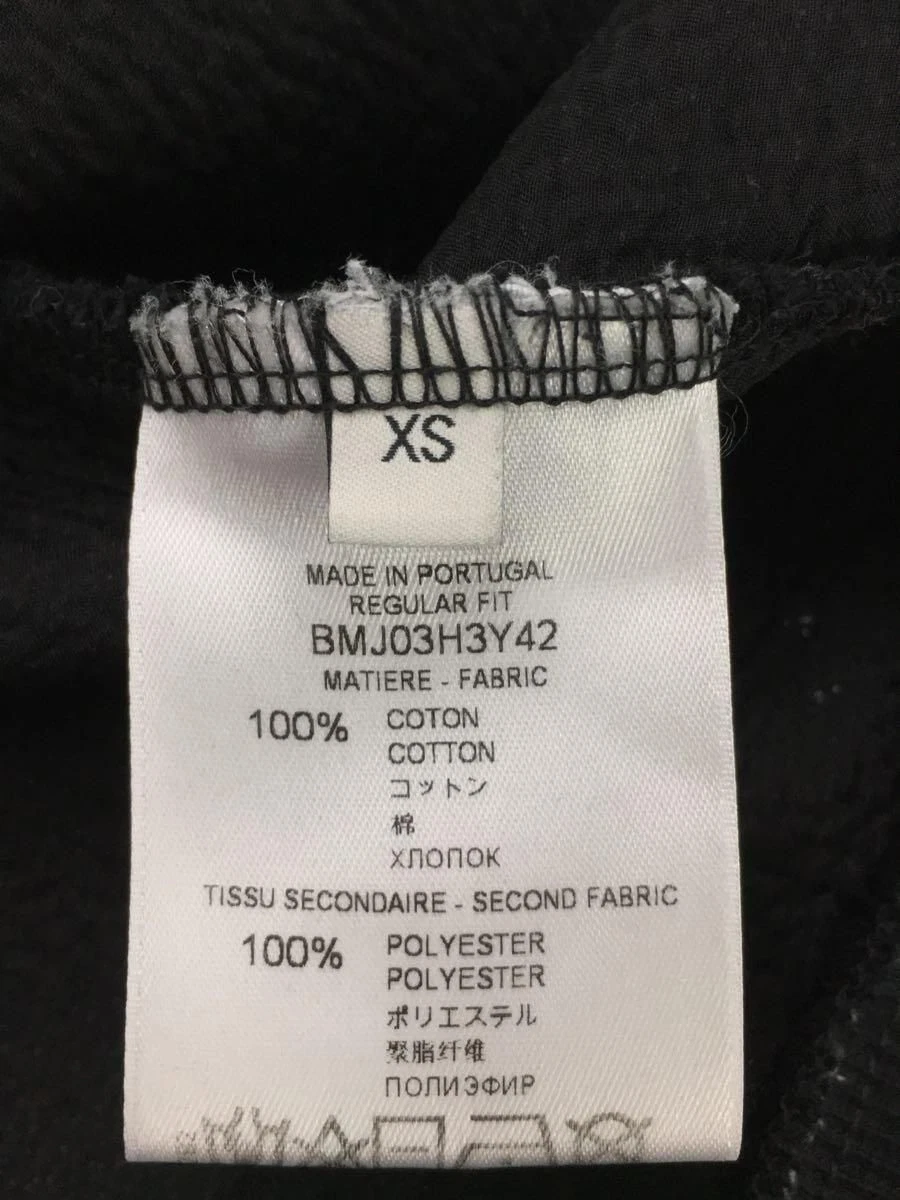 XS
MADE IN PORTUGAL
REGULAR FIT
BMJ03H3Y42
MATIERE - FABRIC
100% COTON
COTTON
コットン
棉
ХЛОПОК
TISSU SECONDAIRE - SECOND FABRIC
100% POLYESTER
POLYESTER
ポリエステル
聚脂纤维
ПОЛИЭФИР